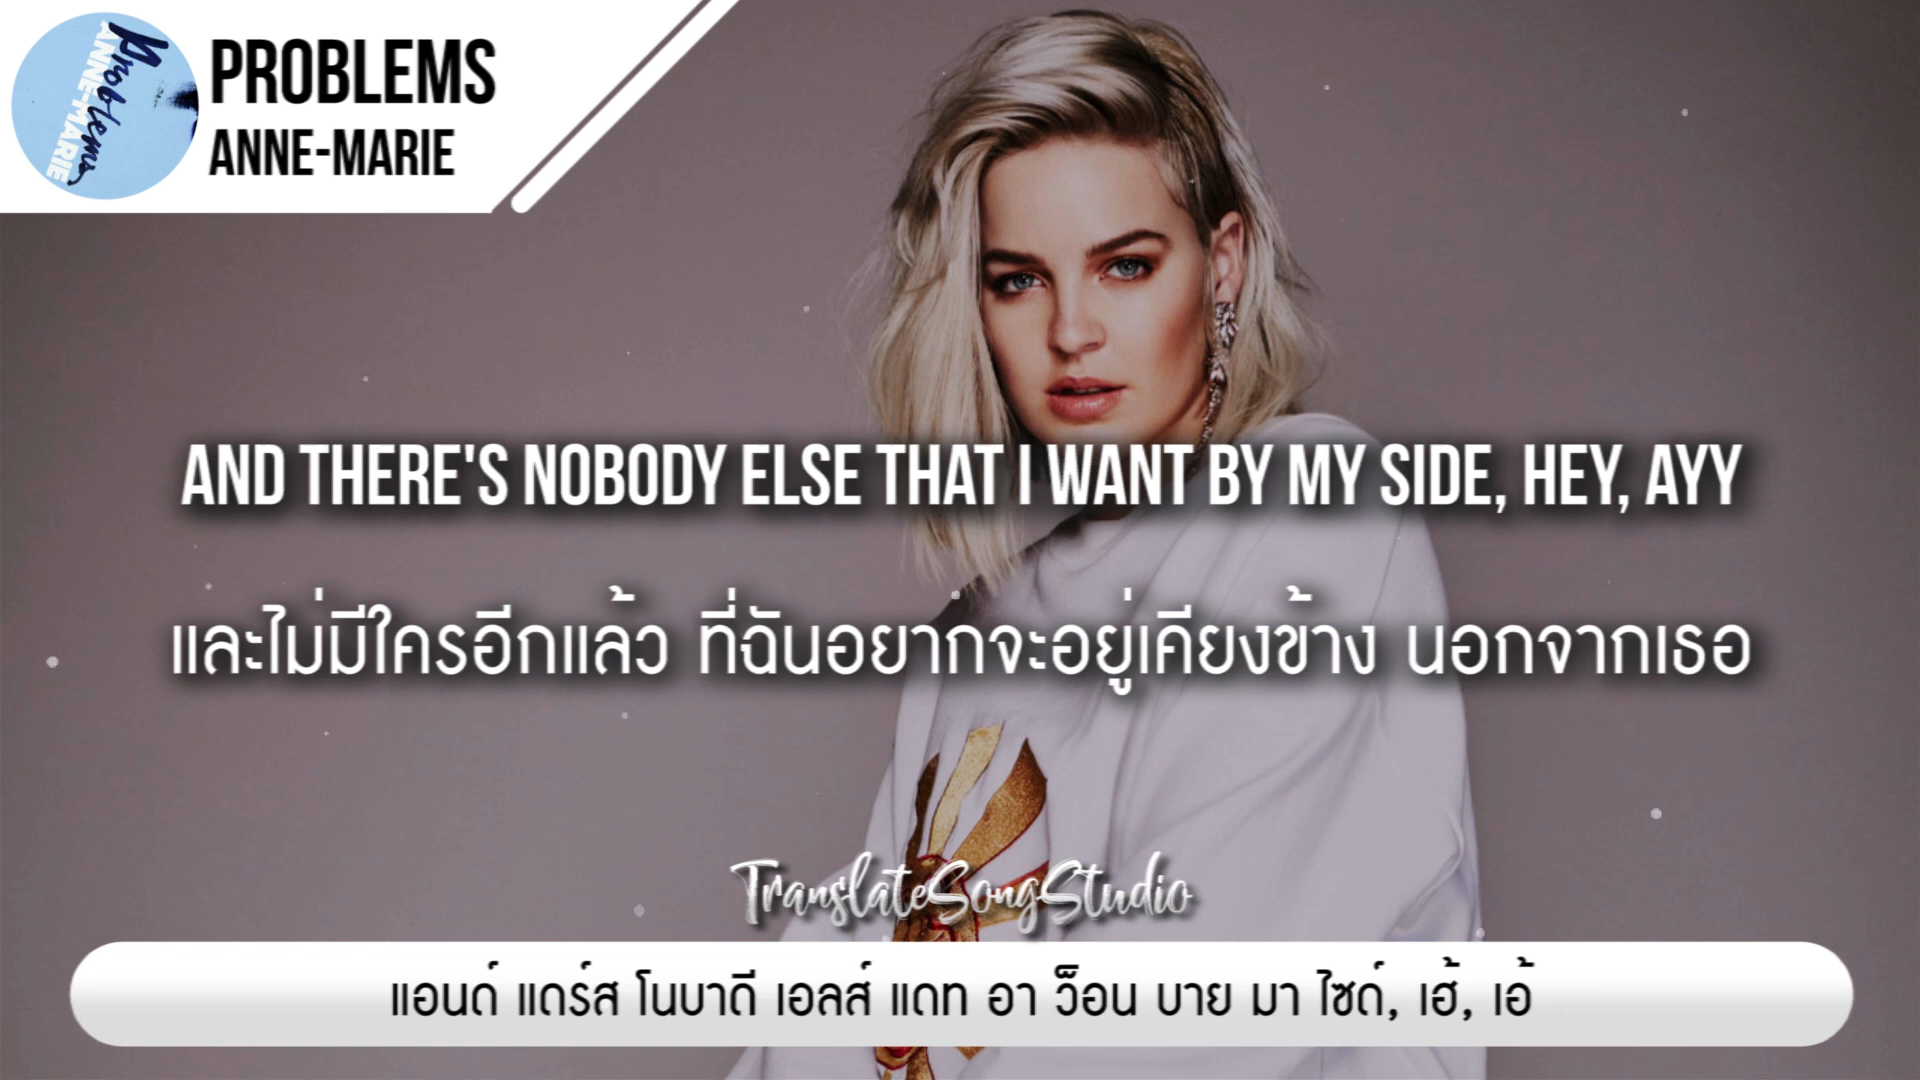 ANNE-MARIE
Problems
PROBLEMS
ANNE-MARIE
AND THERE'S NOBODY ELSE THAT I WANT BY MY SIDE, HEY, AYY
และไม่มีใครอีกแล้ว ที่ฉันอยากจะอยู่เคียงข้าง นอกจากเธอ
TranslateSongStudio
แอนด์ แดร์ส โนบาดี เอลส์ แดท อา ว็อน บาย มา ไซด์, เฮ้, เอ้